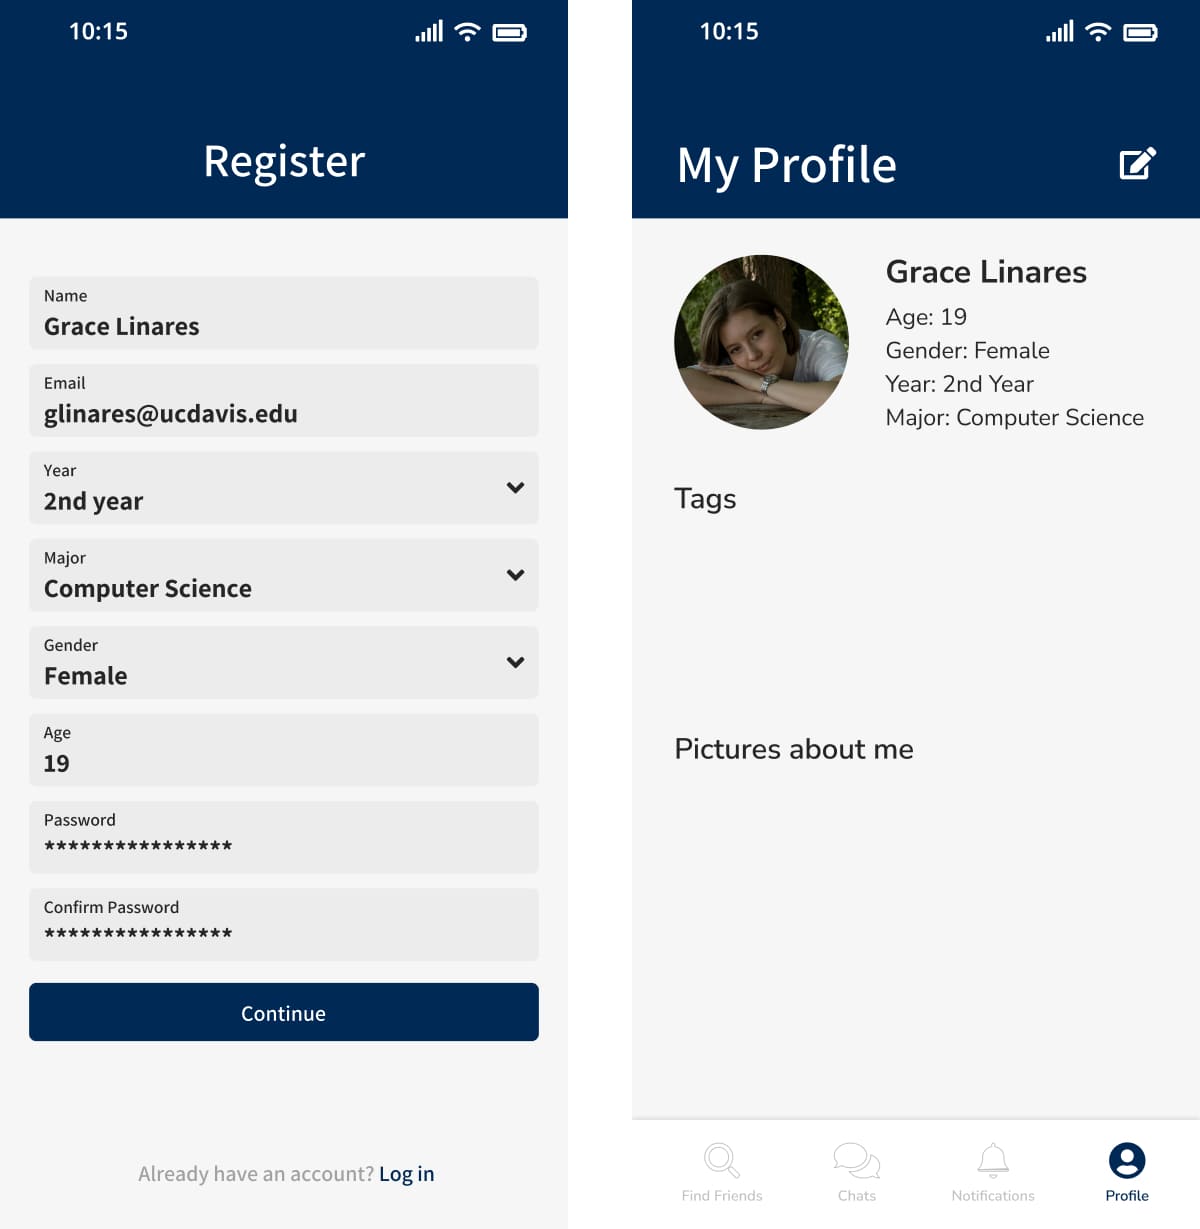 10:15
Register
Name
Grace Linares
Email
glinares@ucdavis.edu
Year
2nd year
Major
Computer Science
Gender
Female
Age
19
Password
****************
Confirm Password
****************
Continue
Already have an account? Log in
10:15
My Profile
Grace Linares
Age: 19
Gender: Female
Year: 2nd Year
Major: Computer Science
Tags
Pictures about me
Find Friends
Chats
Notifications
Profile